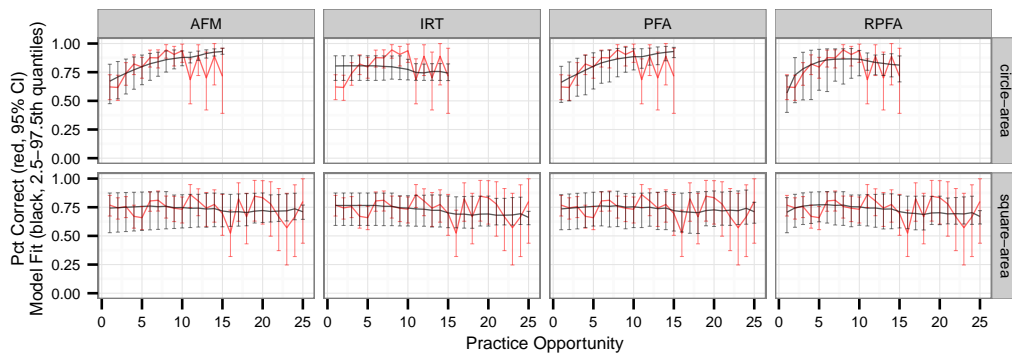 AFM IRT PFA RPFA
Pct Correct (red, 95% CI)
Model Fit (black, 2.5−97.5th quantiles)
1.00
0.75
0.50
0.25
0.00
circle−area
1.00
0.75
0.50
0.25
0.00
square−area
0 5 10 15 20 25 0 5 10 15 20 25 0 5 10 15 20 25 0 5 10 15 20 25
Practice Opportunity